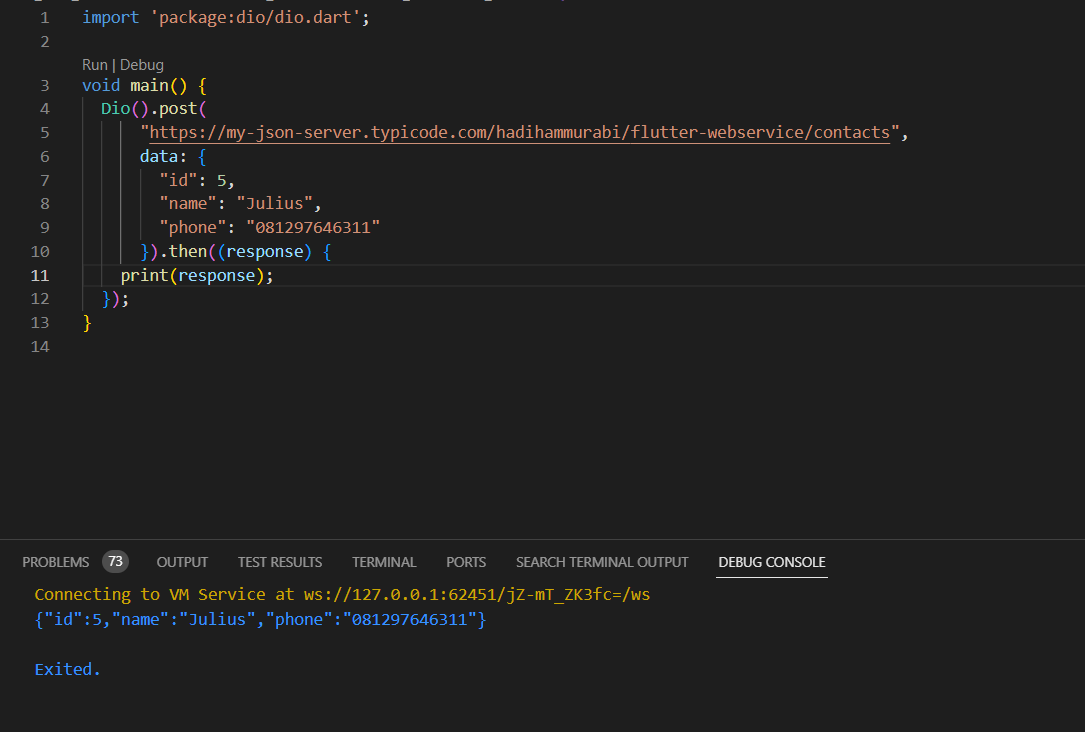 1 import 'package:dio/dio.dart';
2
Run | Debug
3 void main() {
4 Dio().post(
5 "https://my-json-server.typicode.com/hadihammurabi/flutter-webservice/contacts",
6 data: {
7 "id": 5,
8 "name": "Julius",
9 "phone": "081297646311"
10 }).then((response) {
11 print(response);
12 });
13 }
14
PROBLEMS 73 OUTPUT TEST RESULTS TERMINAL PORTS SEARCH TERMINAL OUTPUT DEBUG CONSOLE
Connecting to VM Service at ws://127.0.0.1:62451/jZ-mT_ZK3fc=/ws
{"id":5,"name":"Julius","phone":"081297646311"}
Exited.